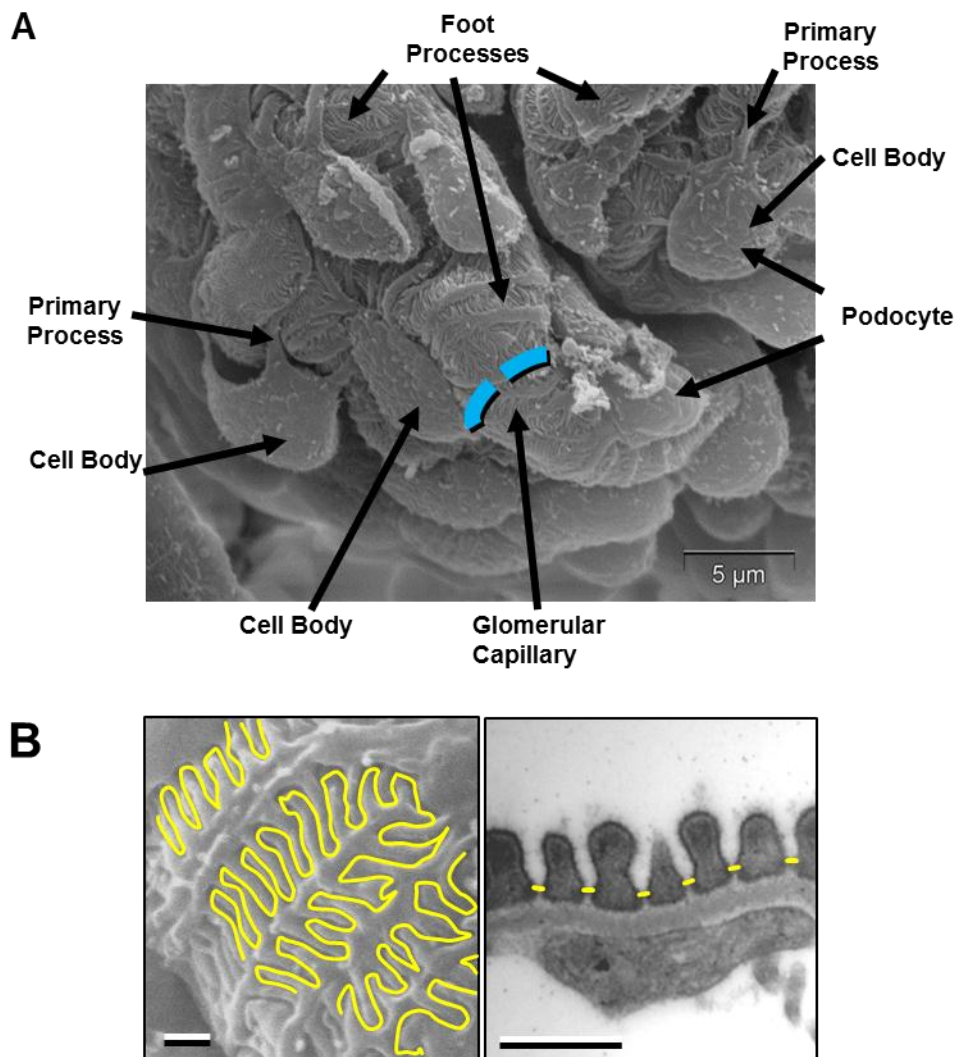 A
Foot
Processes
Primary
Process
Cell Body
Podocyte
Primary
Process
Cell Body
5 µm
Cell Body
Glomerular
Capillary
B